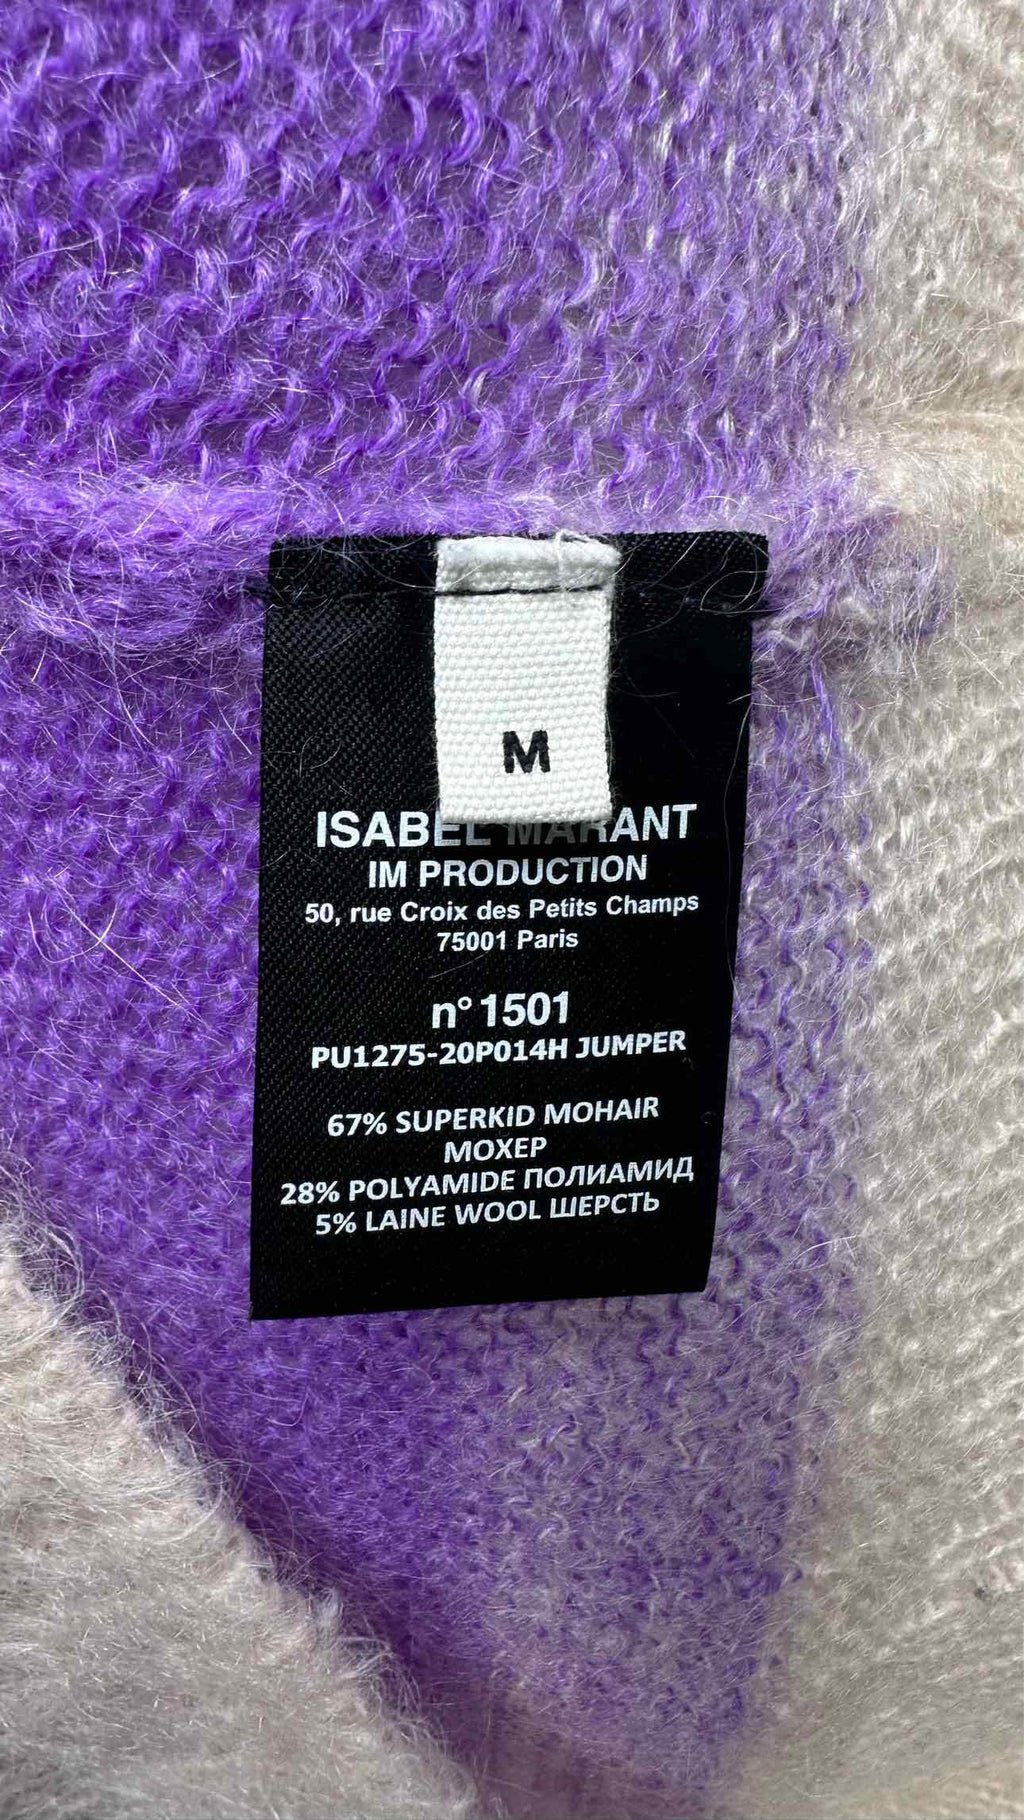 M
ISABEL MARANT
IM PRODUCTION
50, rue Croix des Petits Champs
75001 Paris
n° 1501
PU1275-20P014H JUMPER
67% SUPERKID MOHAIR
МОХЕР
28% POLYAMIDE ПОЛИАМИД
5% LAINE WOOL ШЕРСТЬ